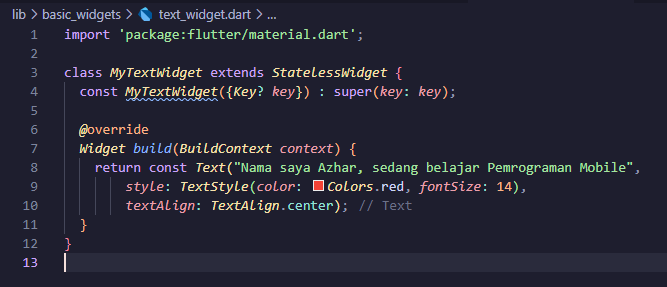 lib > basic_widgets > text_widget.dart > ...
1 import 'package:flutter/material.dart';
2
3 class MyTextWidget extends StatelessWidget {
4   const MyTextWidget({Key? key}) : super(key: key);
5
6   @override
7   Widget build(BuildContext context) {
8     return const Text("Nama saya Azhar, sedang belajar Pemrograman Mobile",
9         style: TextStyle(color: Colors.red, fontSize: 14),
10         textAlign: TextAlign.center); // Text
11   }
12 }
13